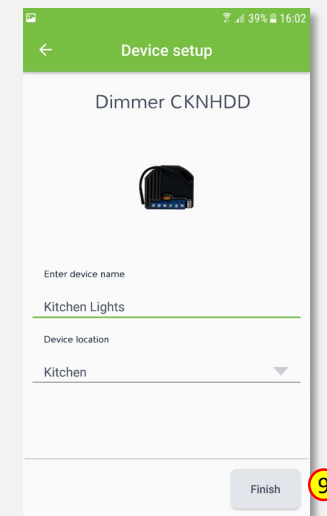 39% 16:02
Device setup
Dimmer CKNHDD
Enter device name
Kitchen Lights
Device location
Kitchen
Finish
9